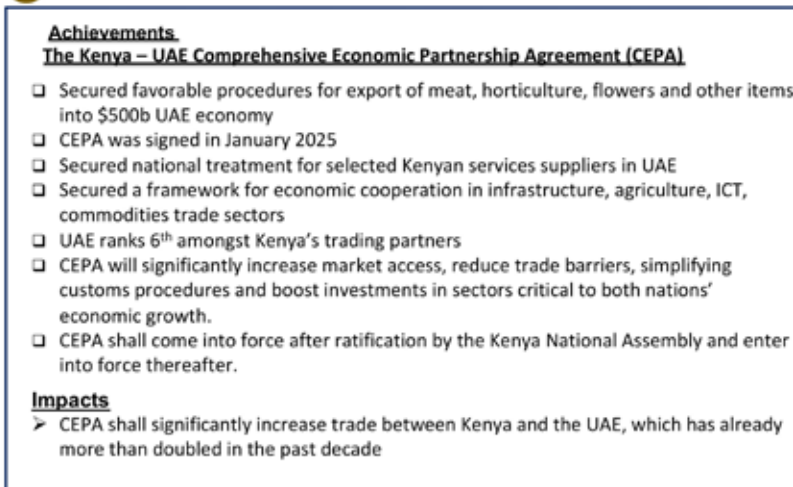 Achievements
The Kenya – UAE Comprehensive Economic Partnership Agreement (CEPA)
❑ Secured favorable procedures for export of meat, horticulture, flowers and other items
into $500b UAE economy
❑ CEPA was signed in January 2025
❑ Secured national treatment for selected Kenyan services suppliers in UAE
❑ Secured a framework for economic cooperation in infrastructure, agriculture, ICT,
commodities trade sectors
❑ UAE ranks 6th amongst Kenya's trading partners
❑ CEPA will significantly increase market access, reduce trade barriers, simplifying
customs procedures and boost investments in sectors critical to both nations'
economic growth.
❑ CEPA shall come into force after ratification by the Kenya National Assembly and enter
into force thereafter.
Impacts
➢ CEPA shall significantly increase trade between Kenya and the UAE, which has already
more than doubled in the past decade